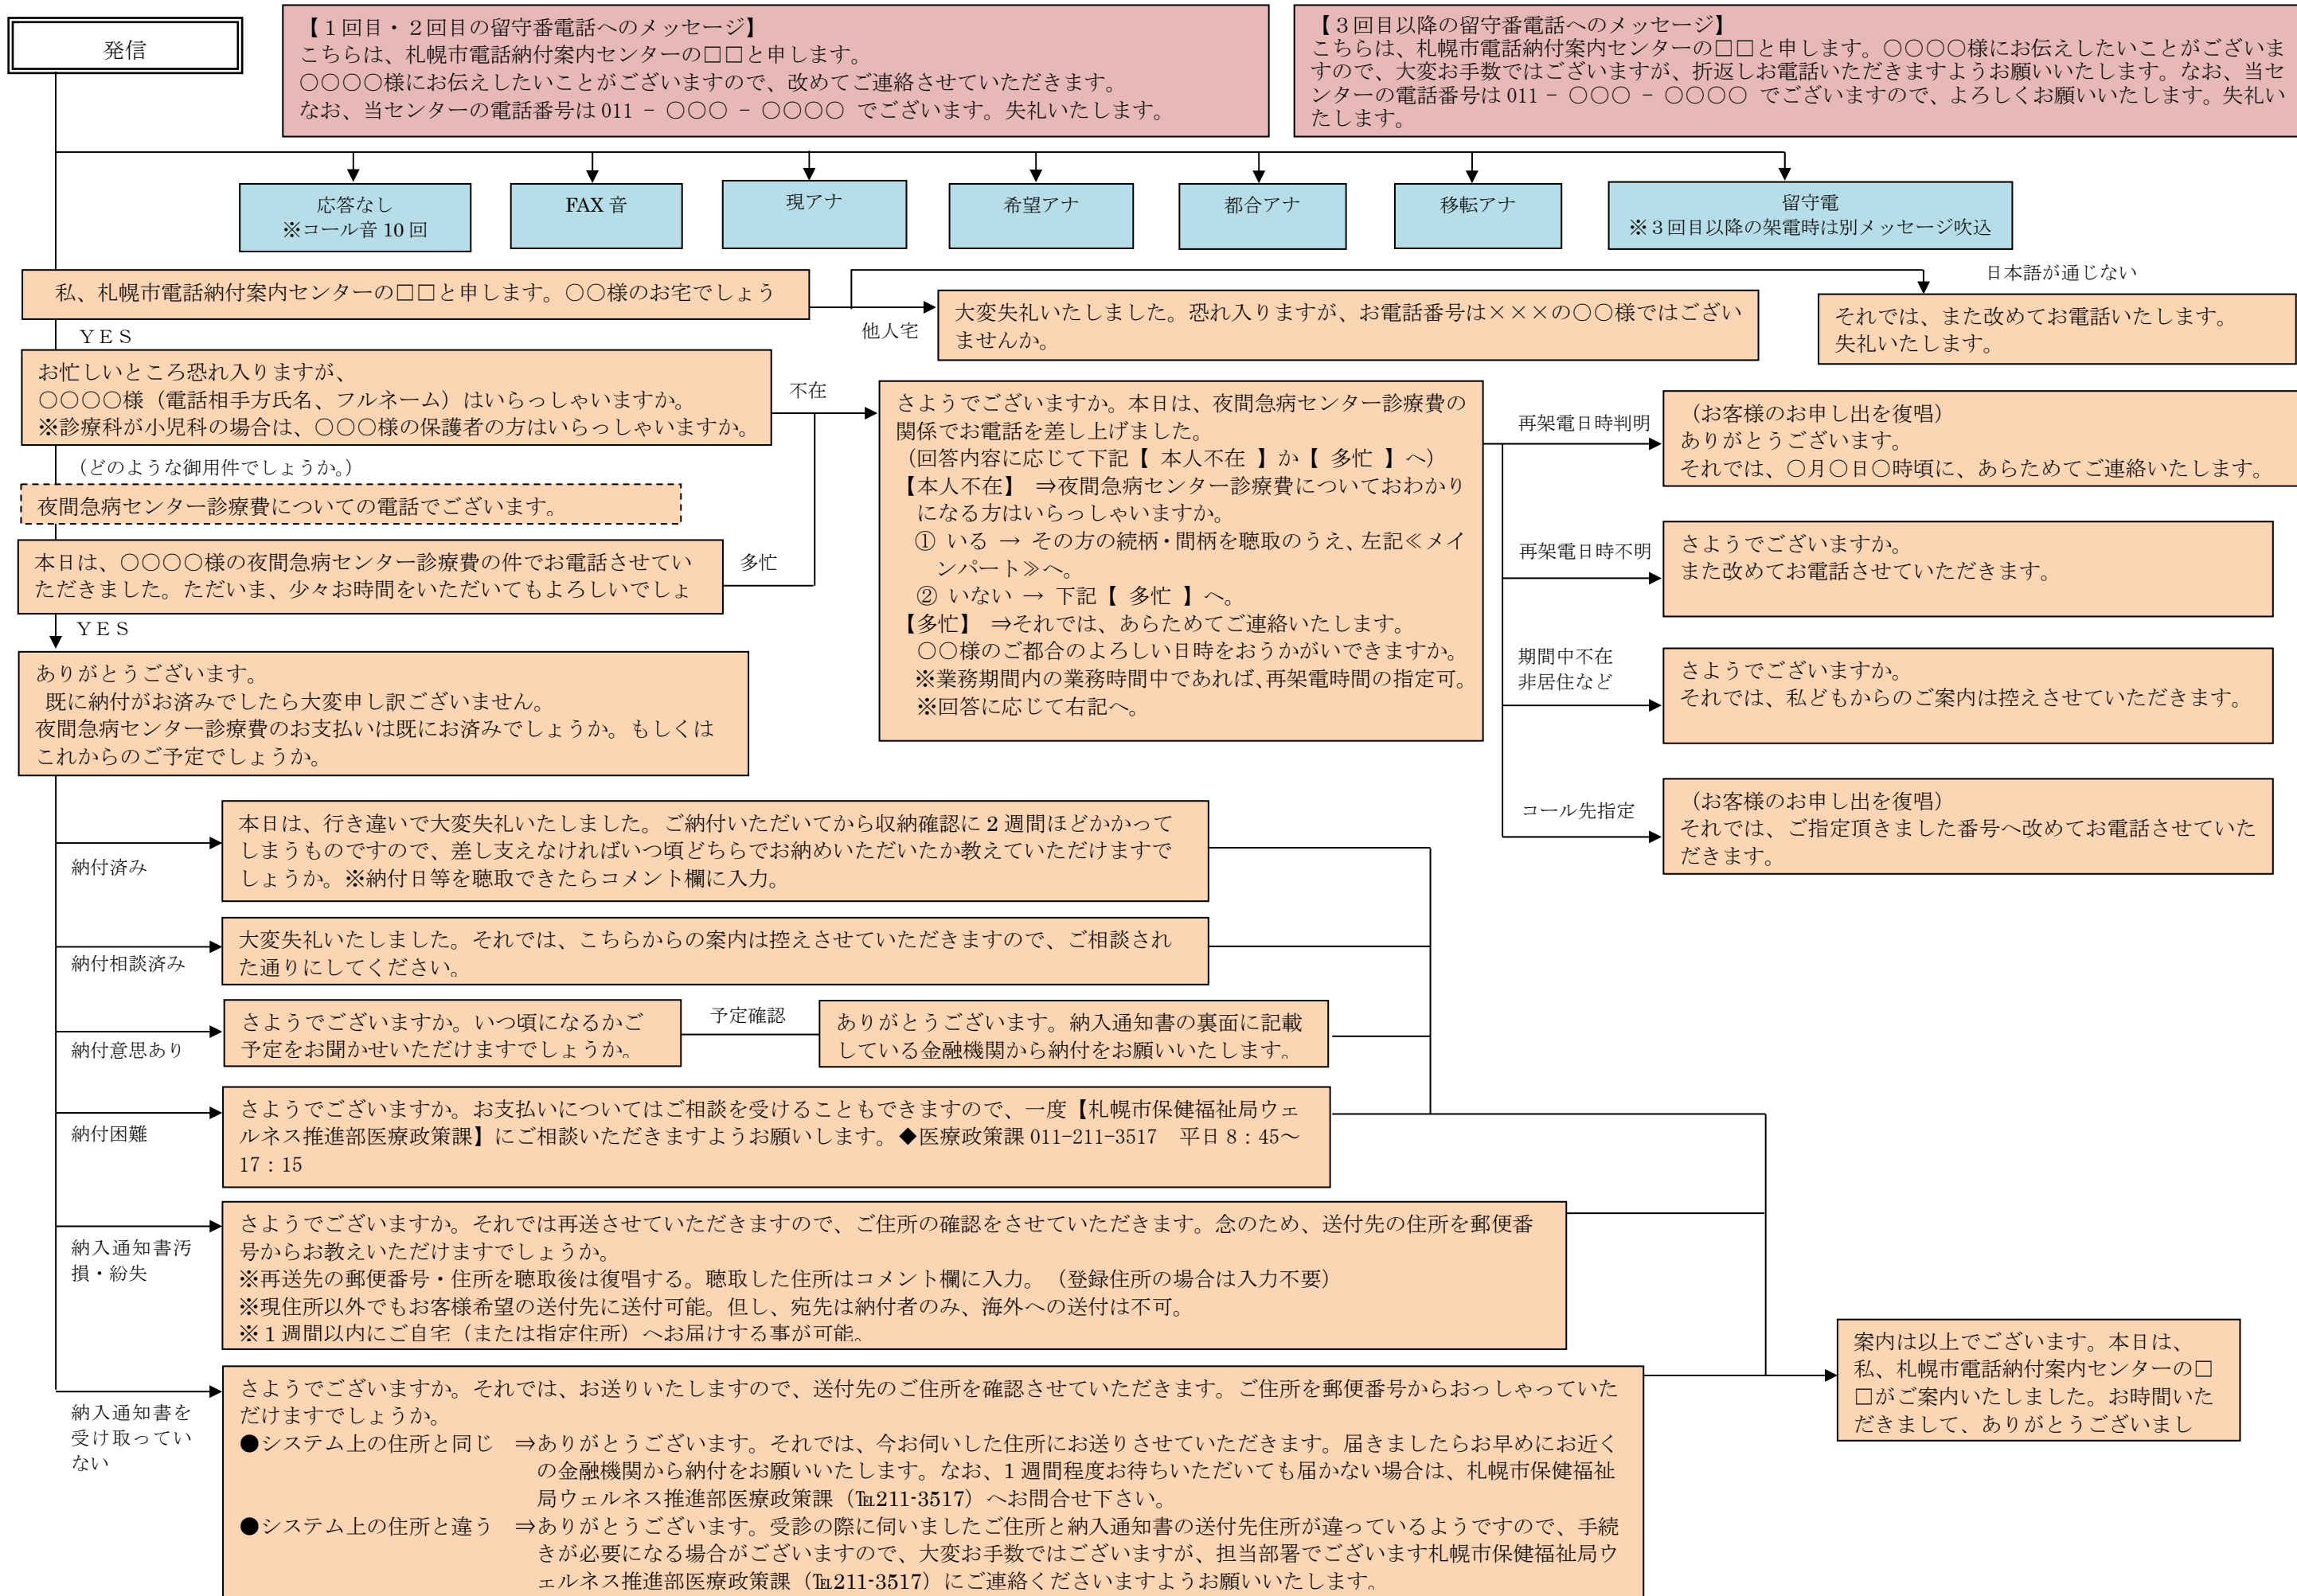 発信
【１回目・２回目の留守番電話へのメッセージ】
こちらは、札幌市電話納付案内センターの□□と申します。
○○○○様にお伝えしたいことがございますので、改めてご連絡させていただきます。
なお、当センターの電話番号は 011 − ○○○ − ○○○○ でございます。失礼いたします。
【３回目以降の留守番電話へのメッセージ】
こちらは、札幌市電話納付案内センターの□□と申します。○○○○様にお伝えしたいことがございま
すので、大変お手数ではございますが、折返しお電話いただきますようお願いいたします。なお、当セ
ンターの電話番号は 011 − ○○○ − ○○○○ でございますので、よろしくお願いいたします。失礼い
たします。
応答なし
※コール音 10 回
FAX 音
現アナ
希望アナ
都合アナ
移転アナ
留守電
※３回目以降の架電時は別メッセージ吹込
私、札幌市電話納付案内センターの□□と申します。○○様のお宅でしょう
他人宅
大変失礼いたしました。恐れ入りますが、お電話番号は×××の○○様ではござい
ませんか。
日本語が通じない
それでは、また改めてお電話いたします。
失礼いたします。
ＹＥＳ
お忙しいところ恐れ入りますが、
○○○○様（電話相手方氏名、フルネーム）はいらっしゃいますか。
※診療科が小児科の場合は、○○○様の保護者の方はいらっしゃいますか。
不在
（どのような御用件でしょうか。）
夜間急病センター診療費についての電話でございます。
本日は、○○○○様の夜間急病センター診療費の件でお電話させてい
ただきました。ただいま、少々お時間をいただいてもよろしいでしょ
多忙
ＹＥＳ
さようでございますか。本日は、夜間急病センター診療費の
関係でお電話を差し上げました。
（回答内容に応じて下記【 本人不在 】か【 多忙 】へ）
【本人不在】 ⇒夜間急病センター診療費についておわかり
になる方はいらっしゃいますか。
① いる → その方の続柄・間柄を聴取のうえ、左記≪メイ
ンパート≫へ。
② いない → 下記【 多忙 】へ。
【多忙】 ⇒それでは、あらためてご連絡いたします。
○○様のご都合のよろしい日時をおうかがいできますか。
※業務期間内の業務時間中であれば、再架電時間の指定可。
※回答に応じて右記へ。
再架電日時判明
（お客様のお申し出を復唱）
ありがとうございます。
それでは、○月○日○時頃に、あらためてご連絡いたします。
再架電日時不明
さようでございますか。
また改めてお電話させていただきます。
期間中不在
非居住など
さようでございますか。
それでは、私どもからのご案内は控えさせていただきます。
コール先指定
（お客様のお申し出を復唱）
それでは、ご指定頂きました番号へ改めてお電話させていた
だきます。
ありがとうございます。
既に納付がお済みでしたら大変申し訳ございません。
夜間急病センター診療費のお支払いは既にお済みでしょうか。もしくは
これからのご予定でしょうか。
納付済み
本日は、行き違いで大変失礼いたしました。ご納付いただいてから収納確認に 2 週間ほどかかって
しまうものですので、差し支えなければいつ頃どちらでお納めいただいたか教えていただけますで
しょうか。※納付日等を聴取できたらコメント欄に入力。
納付相談済み
大変失礼いたしました。それでは、こちらからの案内は控えさせていただきますので、ご相談され
た通りにしてください。
納付意思あり
さようでございますか。いつ頃になるかご
予定をお聞かせいただけますでしょうか。
予定確認
ありがとうございます。納入通知書の裏面に記載
している金融機関から納付をお願いいたします。
納付困難
さようでございますか。お支払いについてはご相談を受けることもできますので、一度【札幌市保健福祉局ウェ
ルネス推進部医療政策課】にご相談いただきますようお願いします。◆医療政策課 011-211-3517　平日 8：45～
17：15
納入通知書汚
損・紛失
さようでございますか。それでは再送させていただきますので、ご住所の確認をさせていただきます。念のため、送付先の住所を郵便番
号からお教えいただけますでしょうか。
※再送先の郵便番号・住所を聴取後は復唱する。聴取した住所はコメント欄に入力。（登録住所の場合は入力不要）
※現住所以外でもお客様希望の送付先に送付可能。但し、宛先は納付者のみ、海外への送付は不可。
※１週間以内にご自宅（または指定住所）へお届けする事が可能。
納入通知書を
受け取ってい
ない
さようでございますか。それでは、お送りいたしますので、送付先のご住所を確認させていただきます。ご住所を郵便番号からおっしゃっていた
だけますでしょうか。
●システム上の住所と同じ　⇒ありがとうございます。それでは、今お伺いした住所にお送りさせていただきます。届きましたらお早めにお近く
の金融機関から納付をお願いいたします。なお、1 週間程度お待ちいただいても届かない場合は、札幌市保健福祉
局ウェルネス推進部医療政策課（℡211-3517）へお問合せ下さい。
●システム上の住所と違う　⇒ありがとうございます。受診の際に伺いましたご住所と納入通知書の送付先住所が違っているようですので、手続
きが必要になる場合がございますので、大変お手数ではございますが、担当部署でございます札幌市保健福祉局ウ
ェルネス推進部医療政策課（℡211-3517）にご連絡くださいますようお願いいたします。
案内は以上でございます。本日は、
私、札幌市電話納付案内センターの□
□がご案内いたしました。お時間いた
だきまして、ありがとうございまし